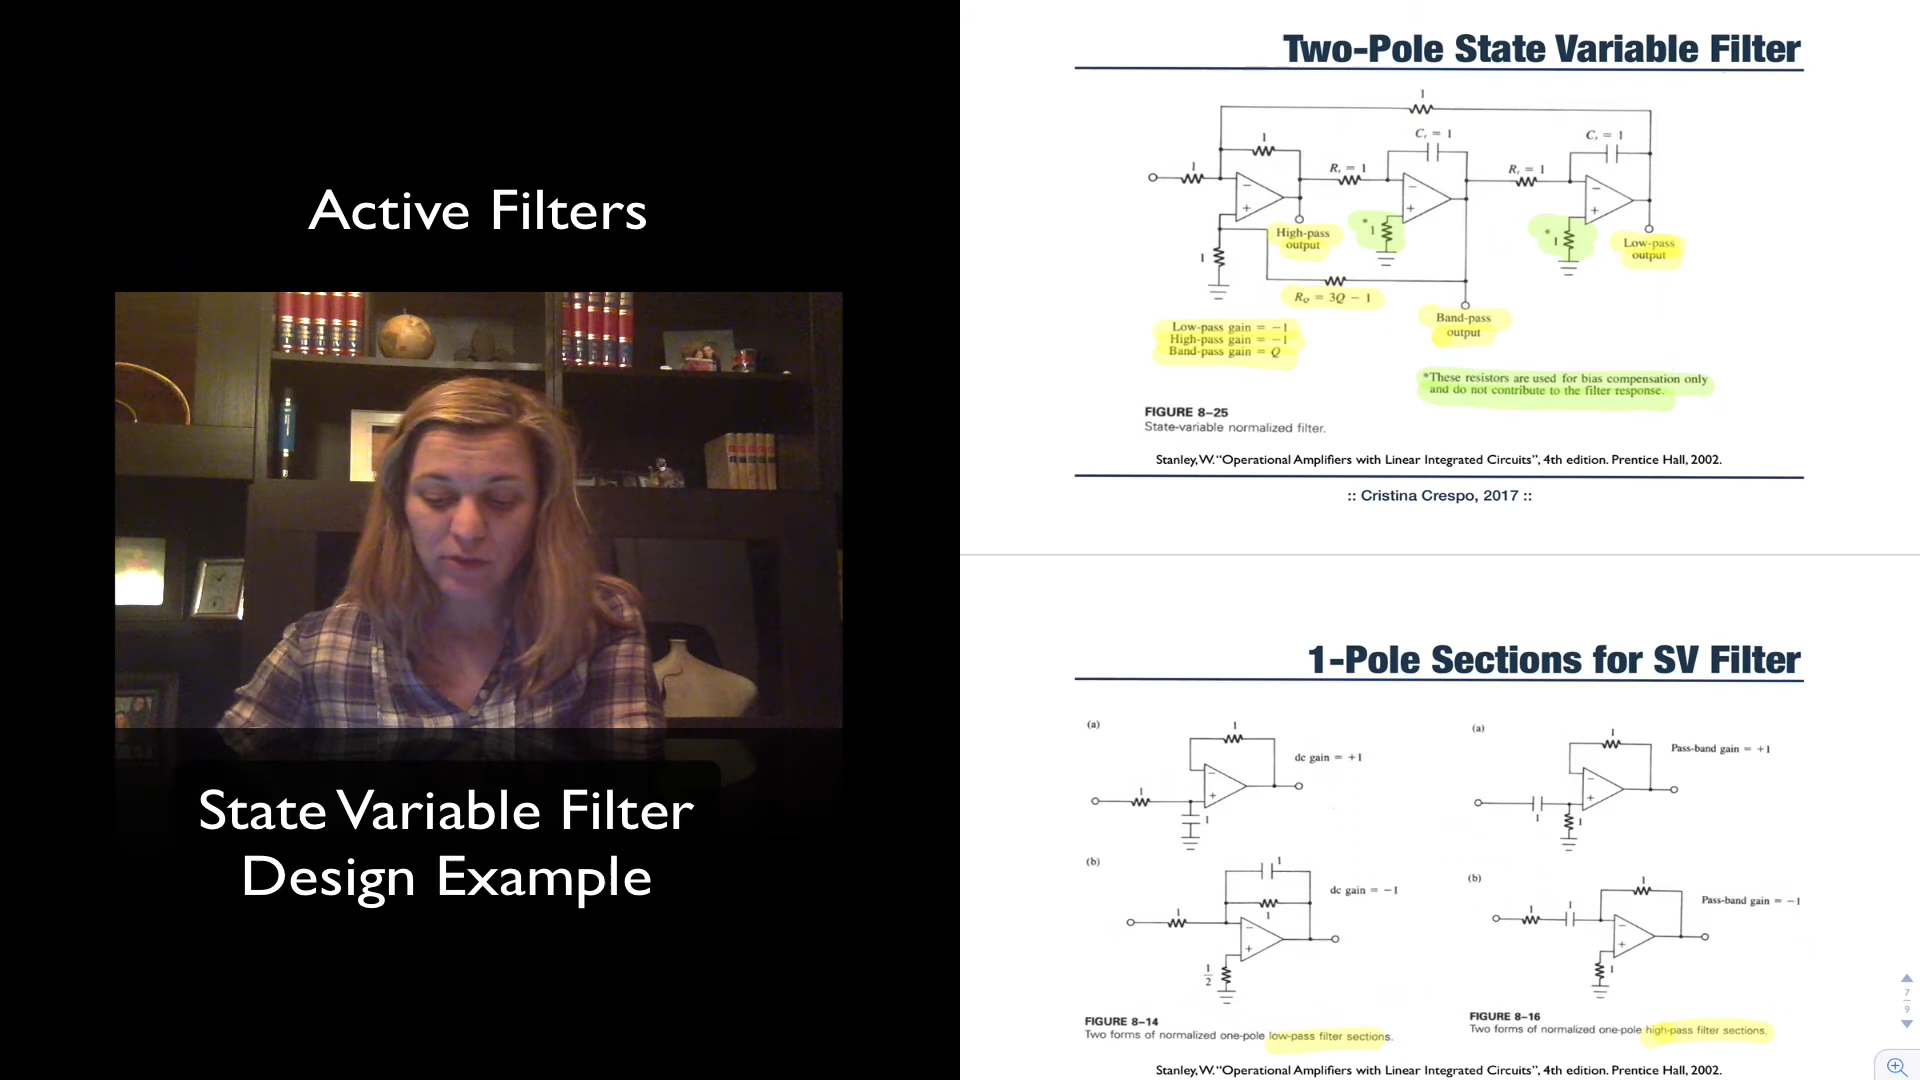 Active Filters
State Variable Filter
Design Example
Two-Pole State Variable Filter
1
1
C_r = 1
C_r = 1
1
R_r = 1
R_r = 1
−
−
−
+
+
+
High-pass
output
*
1
*
1
Low-pass
output
1
R_Q = 3Q − 1
Band-pass
output
Low-pass gain = −1
High-pass gain = −1
Band-pass gain = Q
*These resistors are used for bias compensation only
and do not contribute to the filter response.
FIGURE 8–25
State-variable normalized filter.
Stanley, W. “Operational Amplifiers with Linear Integrated Circuits”, 4th edition. Prentice Hall, 2002.
:: Cristina Crespo, 2017 ::
1-Pole Sections for SV Filter
(a)
1
dc gain = +1
−
1
+
1
(b)
1
dc gain = −1
1
1
−
+
1
2
FIGURE 8–14
Two forms of normalized one-pole low-pass filter sections.
(a)
1
Pass-band gain = +1
−
+
1
1
(b)
1
Pass-band gain = −1
1
1
−
+
1
FIGURE 8–16
Two forms of normalized one-pole high-pass filter sections.
Stanley, W. “Operational Amplifiers with Linear Integrated Circuits”, 4th edition. Prentice Hall, 2002.
7
9